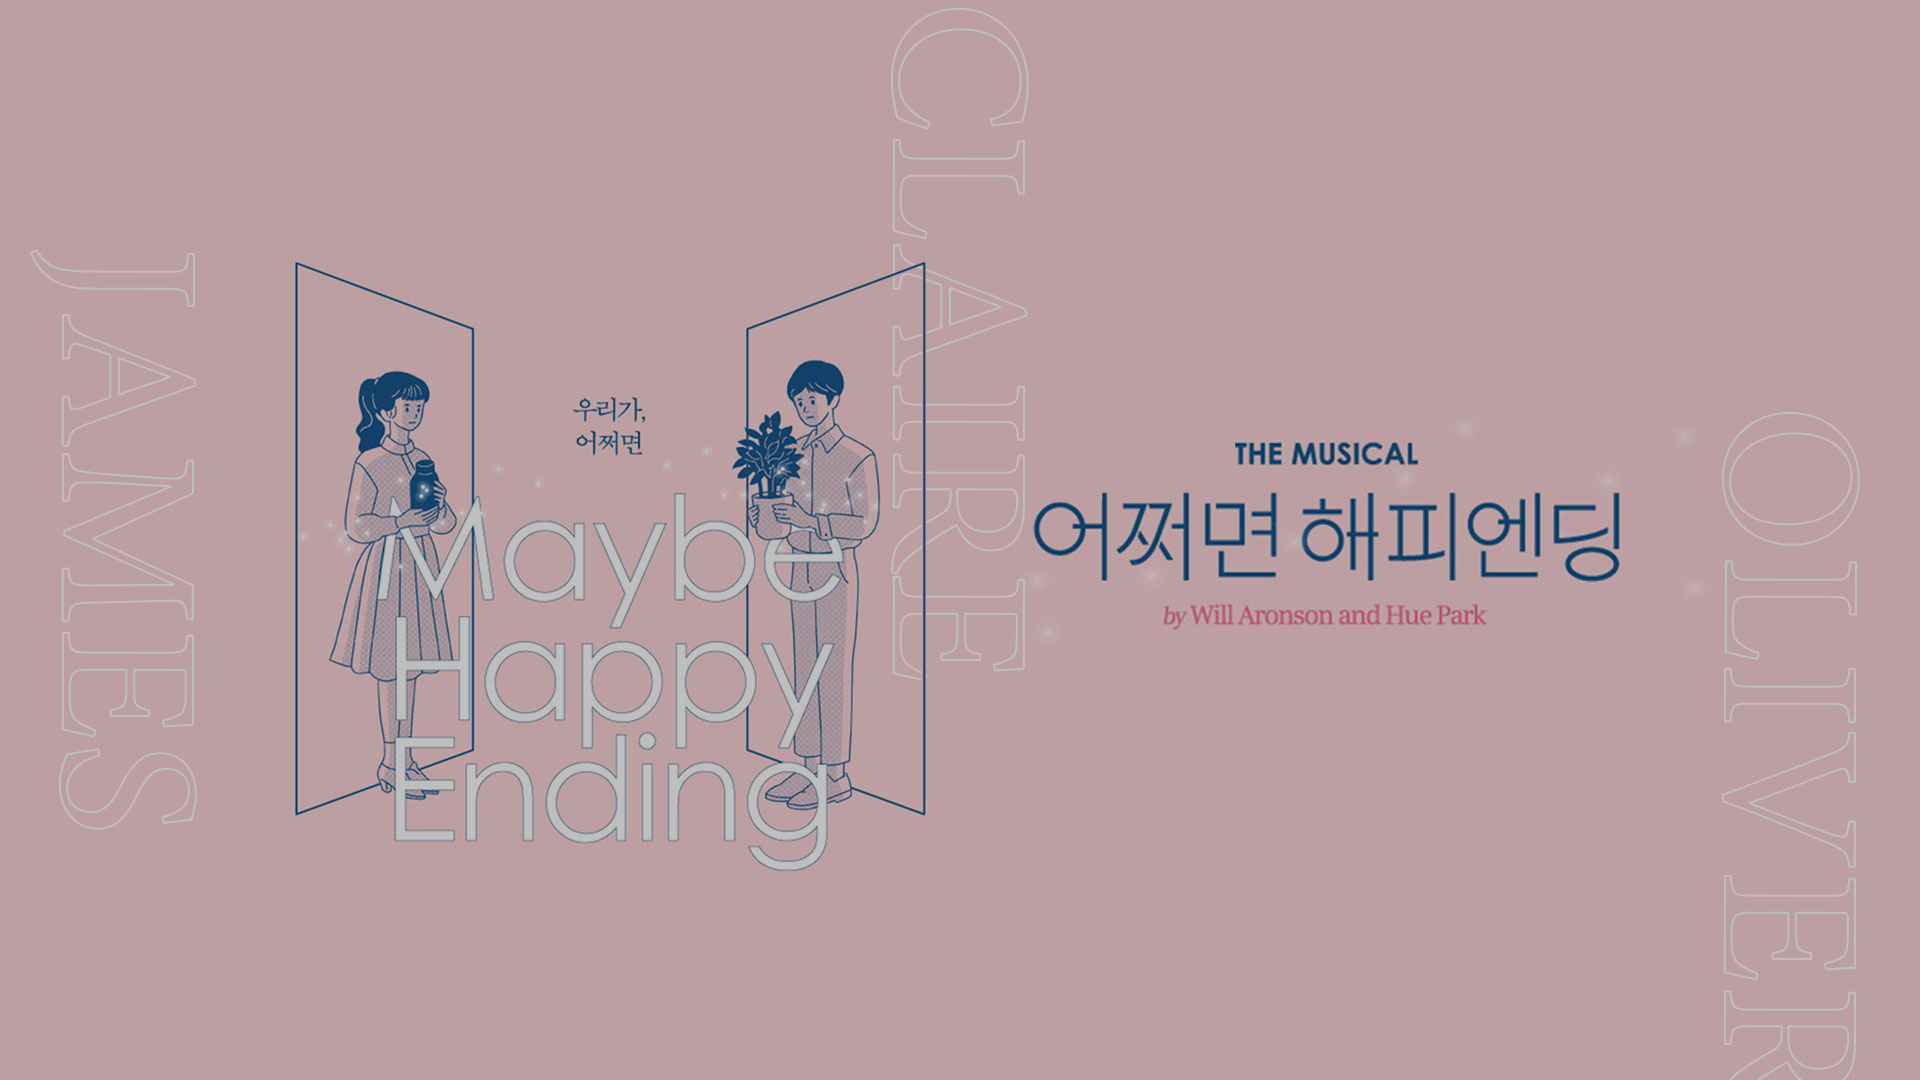 JAMES
CLAIRE
OLIVER
우리가,
어쩌면
Maybe
Happy
Ending
THE MUSICAL
어쩌면 해피엔딩
by Will Aronson and Hue Park